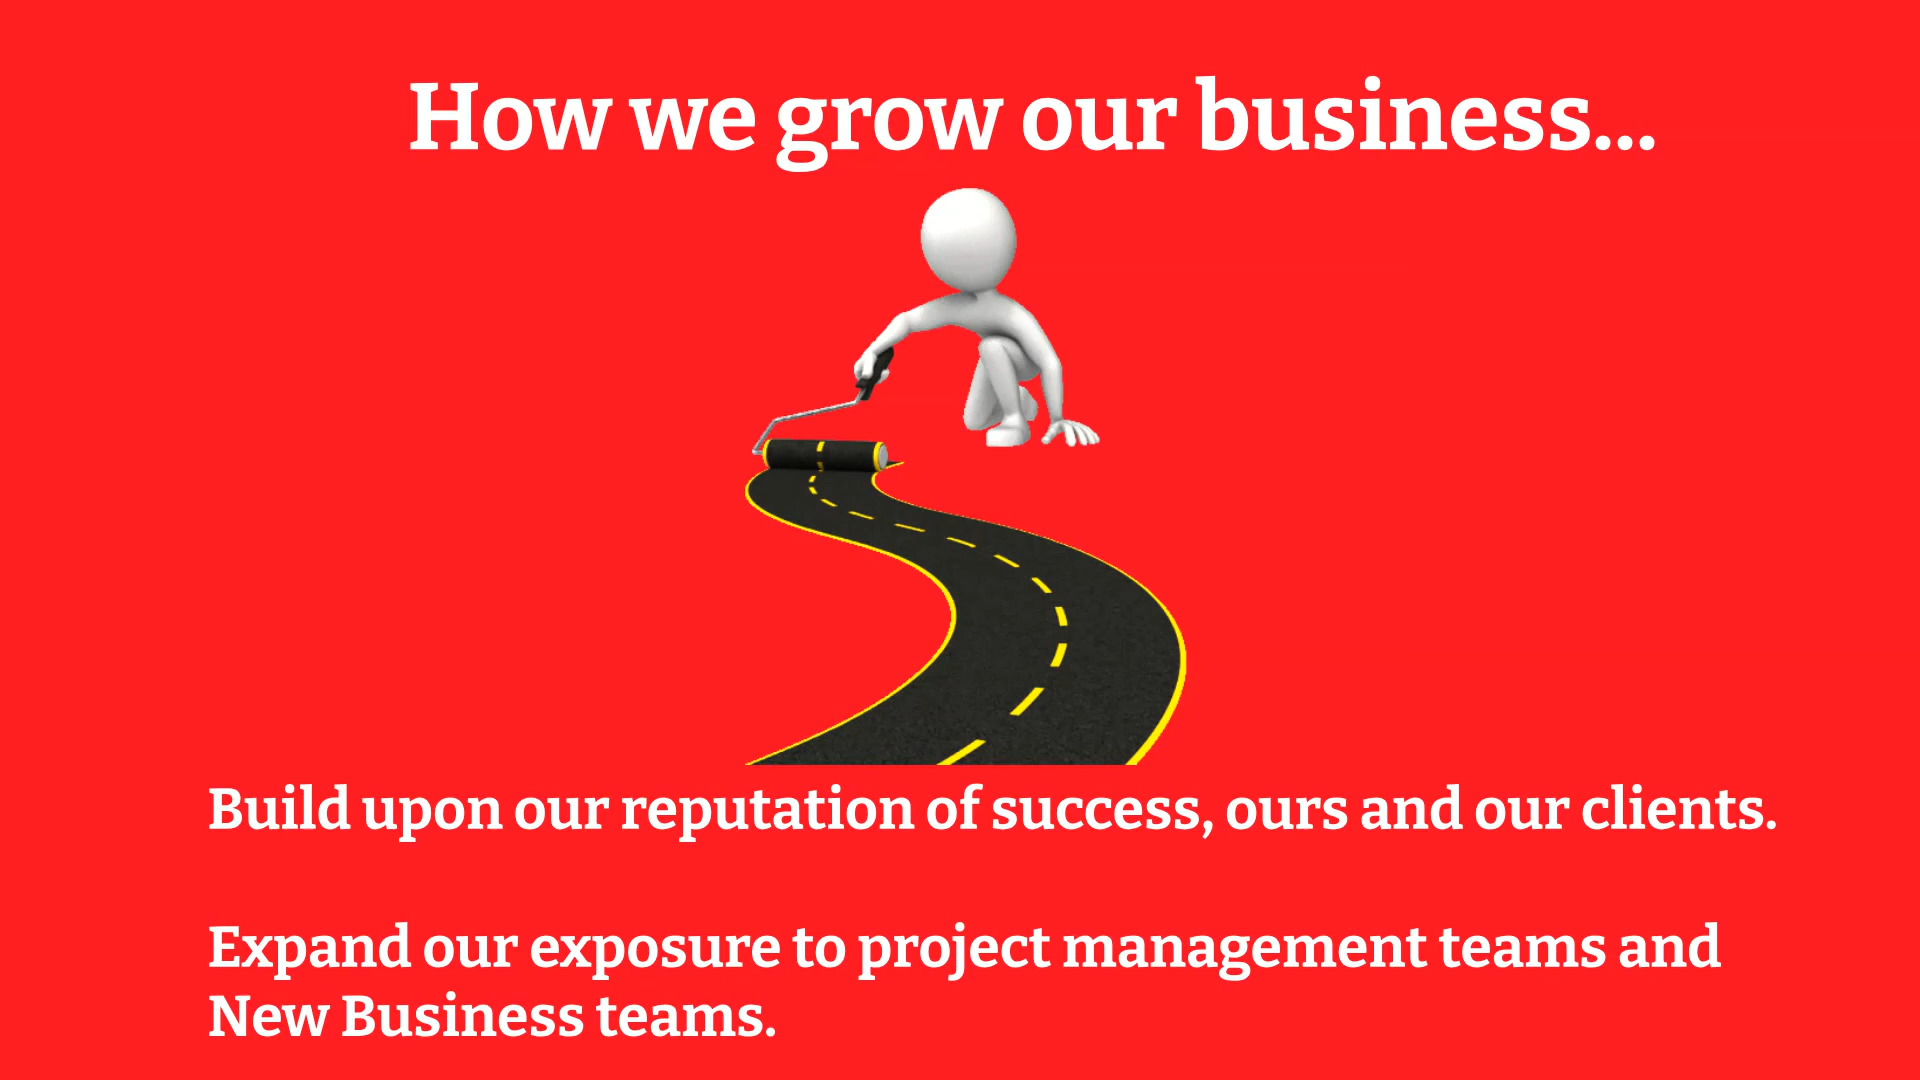 How we grow our business...
Build upon our reputation of success, ours and our clients.
Expand our exposure to project management teams and
New Business teams.